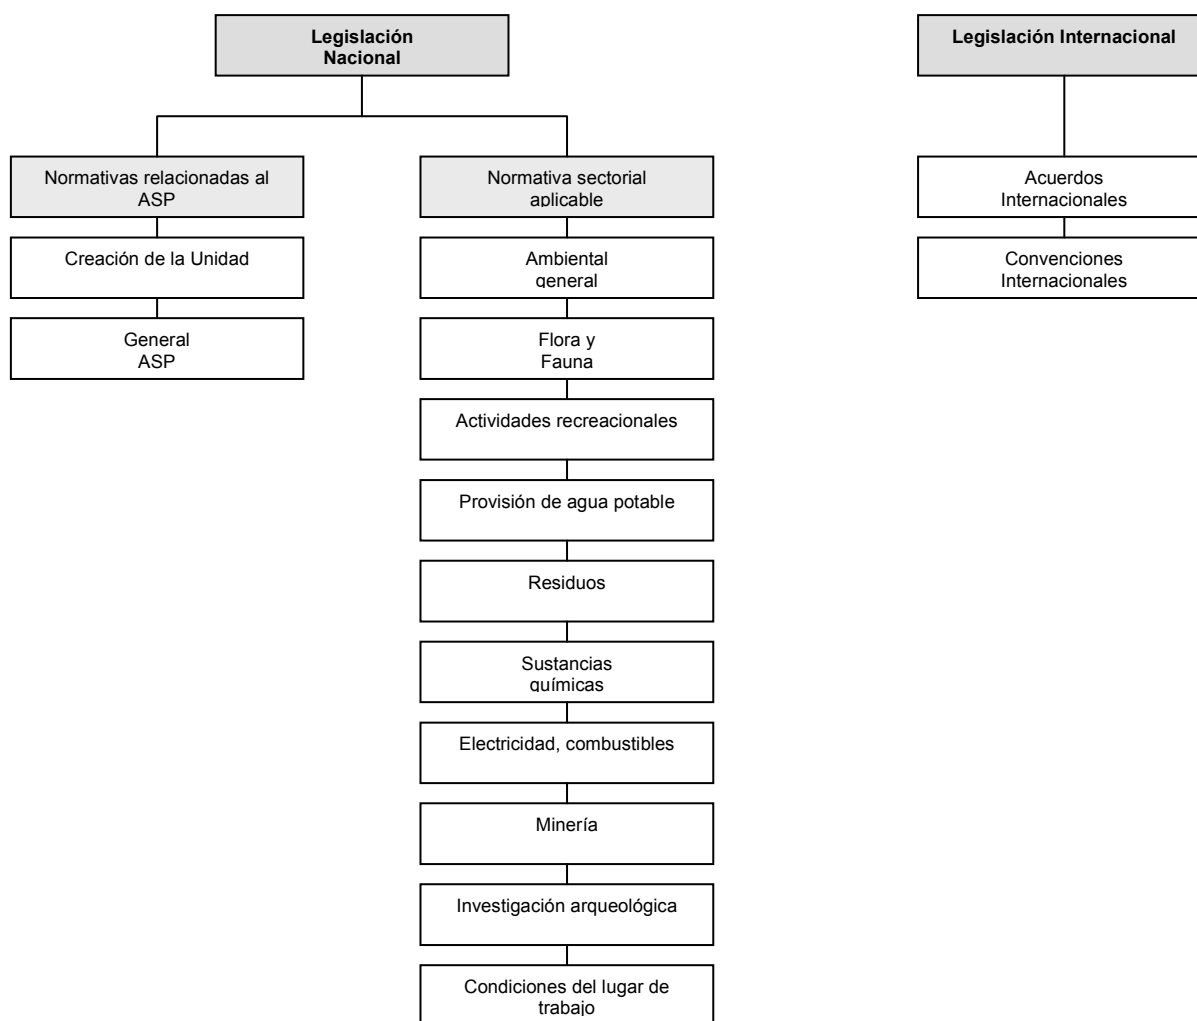 Legislación
Nacional
Legislación Internacional
Normativas relacionadas al
ASP
Normativa sectorial
aplicable
Acuerdos
Internacionales
Creación de la Unidad
Ambiental
general
Convenciones
Internacionales
General
ASP
Flora y
Fauna
Actividades recreacionales
Provisión de agua potable
Residuos
Sustancias
químicas
Electricidad, combustibles
Minería
Investigación arqueológica
Condiciones del lugar de
trabajo